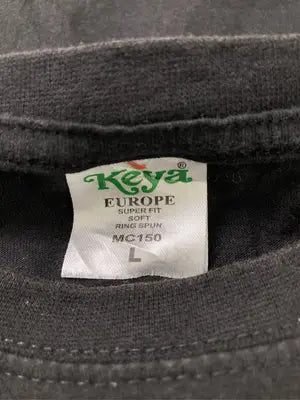 Keya®
EUROPE
SUPER FIT
SOFT
RING SPUN
MC150
L